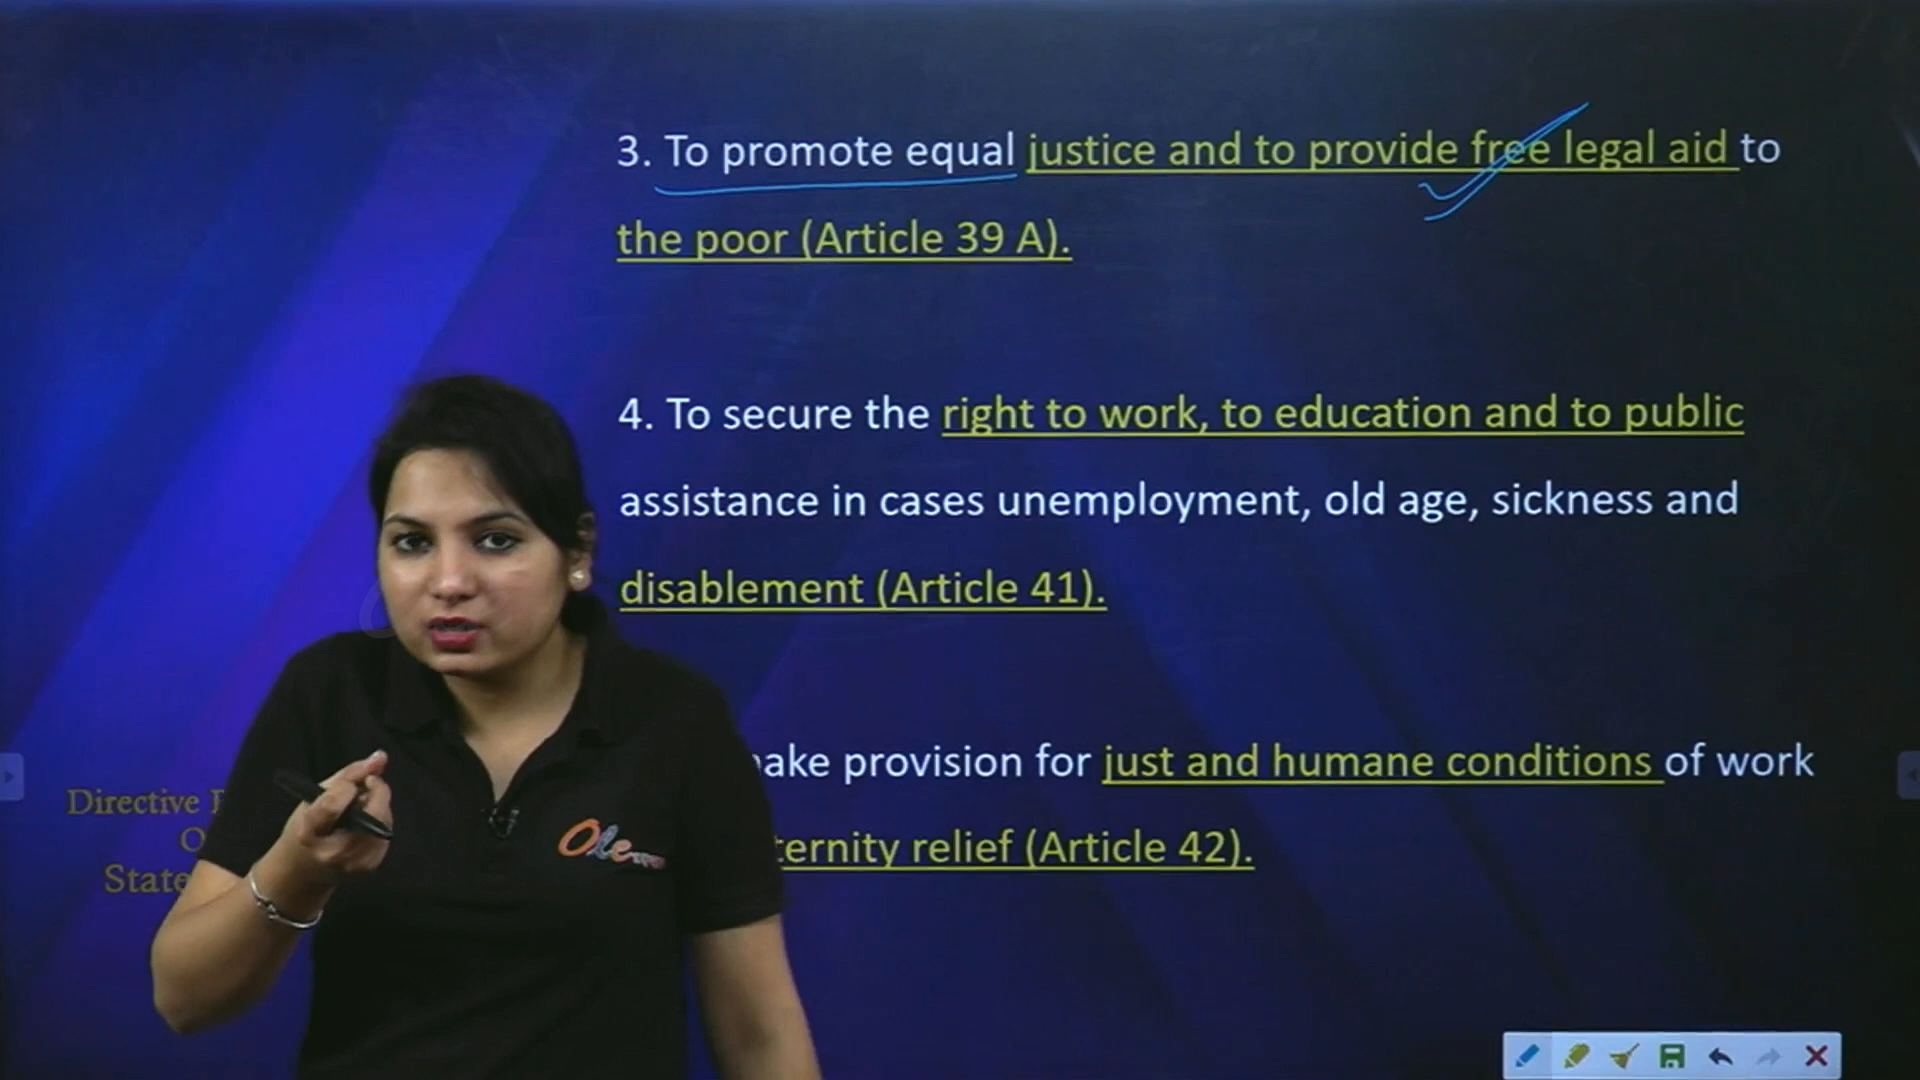 3. To promote equal justice and to provide free legal aid to
the poor (Article 39 A).
4. To secure the right to work, to education and to public
assistance in cases unemployment, old age, sickness and
disablement (Article 41).
ake provision for just and humane conditions of work
ternity relief (Article 42).
Directive
O
State
Ole